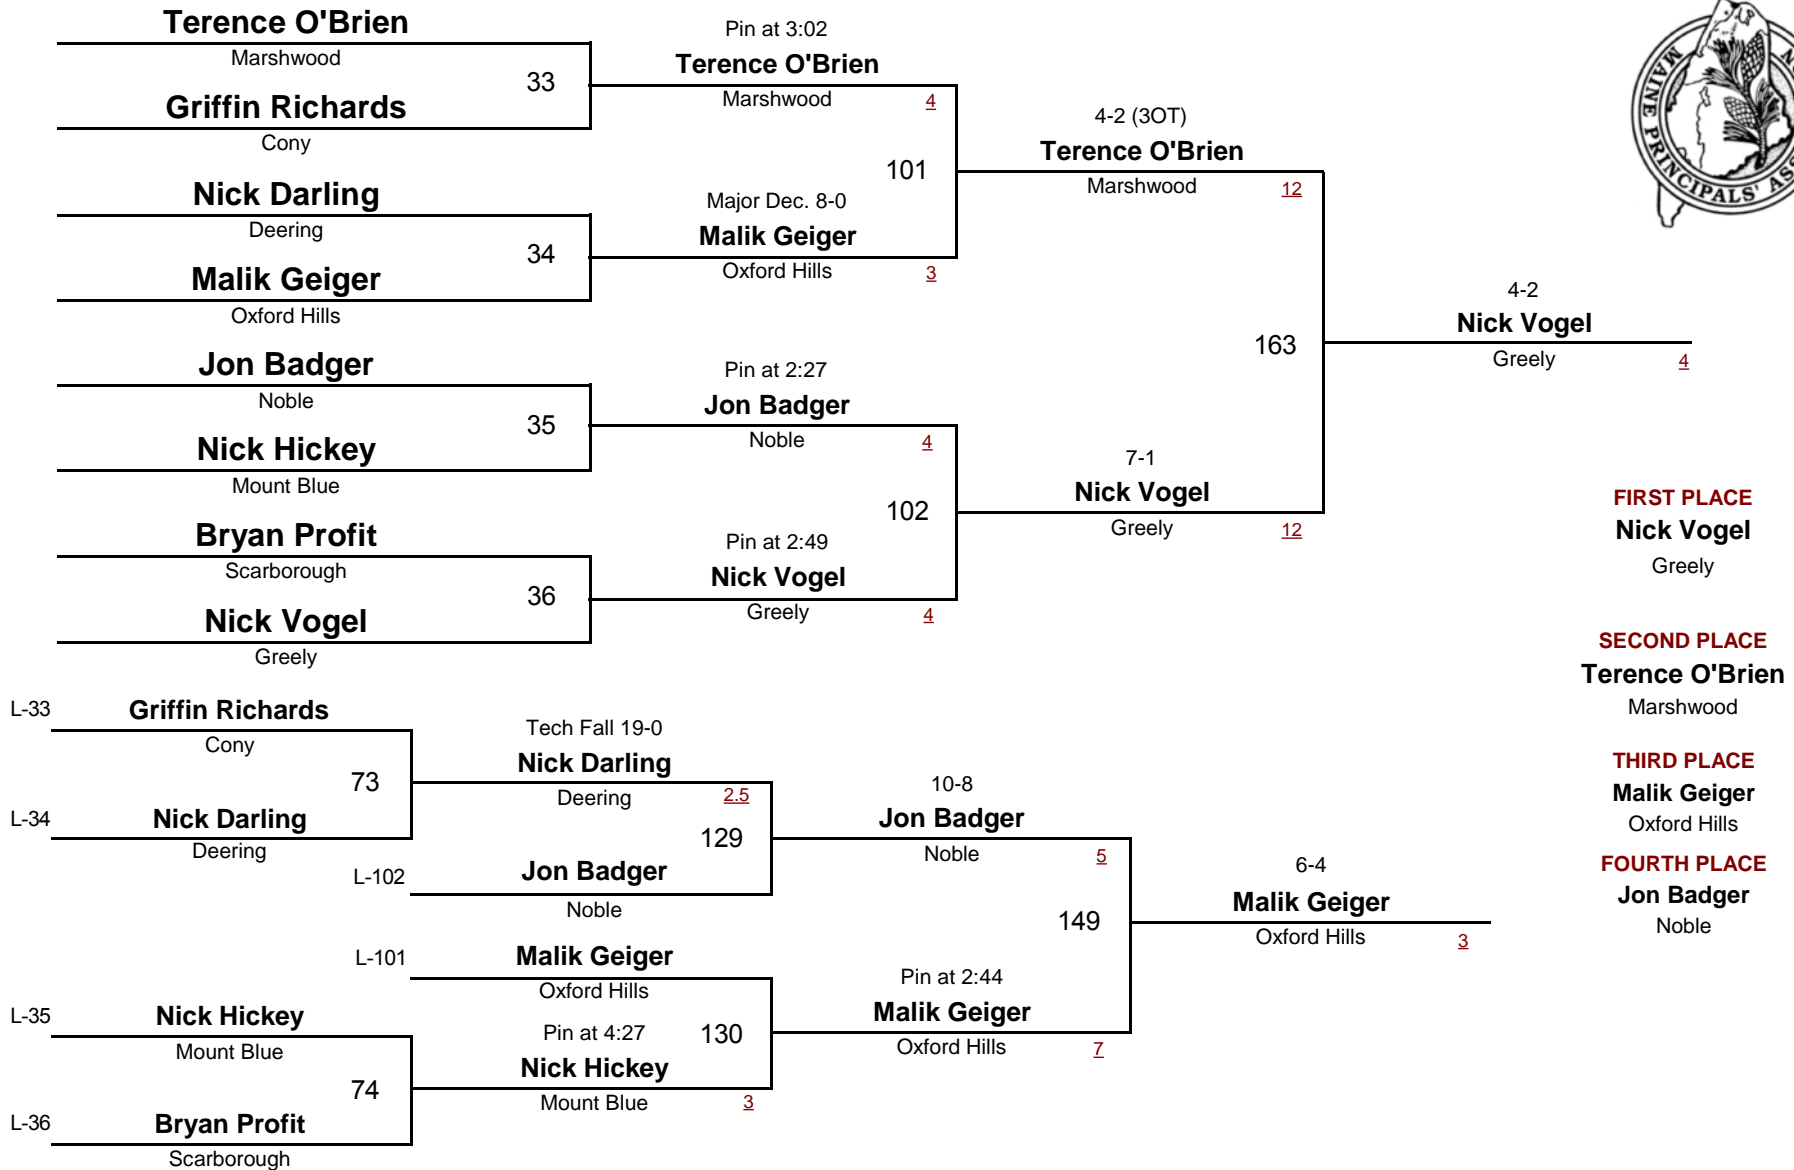 Terence O'Brien
Marshwood
33
Griffin Richards
Cony
Nick Darling
Deering
34
Malik Geiger
Oxford Hills
Jon Badger
Noble
35
Nick Hickey
Mount Blue
Bryan Profit
Scarborough
36
Nick Vogel
Greely
Pin at 3:02
Terence O'Brien
Marshwood 4
101
Major Dec. 8-0
Malik Geiger
Oxford Hills 3
Pin at 2:27
Jon Badger
Noble 4
102
Pin at 2:49
Nick Vogel
Greely 4
4-2 (3OT)
Terence O'Brien
Marshwood 12
163
7-1
Nick Vogel
Greely 12
4-2
Nick Vogel
Greely 4
MAINE PRINCIPALS' AS
FIRST PLACE
Nick Vogel
Greely
SECOND PLACE
Terence O'Brien
Marshwood
THIRD PLACE
Malik Geiger
Oxford Hills
FOURTH PLACE
Jon Badger
Noble
L-33 Griffin Richards
Cony
73
L-34 Nick Darling
Deering
Tech Fall 19-0
Nick Darling
Deering 2.5
129
L-102 Jon Badger
Noble
L-101 Malik Geiger
Oxford Hills
130
L-35 Nick Hickey
Mount Blue
74
L-36 Bryan Profit
Scarborough
Pin at 4:27
Nick Hickey
Mount Blue 3
10-8
Jon Badger
Noble 5
149
Pin at 2:44
Malik Geiger
Oxford Hills 7
6-4
Malik Geiger
Oxford Hills 3